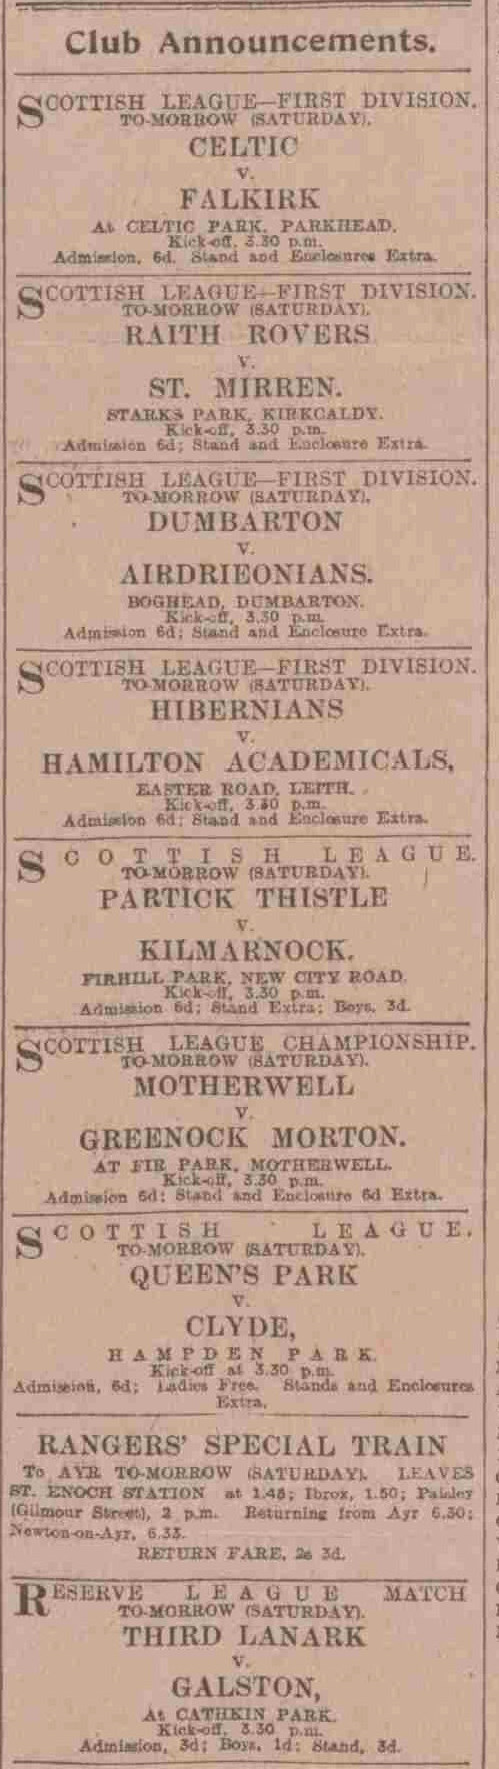 Club Announcements.
SCOTTISH LEAGUE—FIRST DIVISION.
TO-MORROW (SATURDAY).
CELTIC
v.
FALKIRK
At CELTIC PARK, PARKHEAD.
Kick-off, 3.30 p.m.
Admission, 6d. Stand and Enclosures Extra.
SCOTTISH LEAGUE—FIRST DIVISION.
TO-MORROW (SATURDAY).
RAITH ROVERS
v.
ST. MIRREN.
STARKS PARK, KIRKCALDY.
Kick-off, 3.30 p.m.
Admission 6d; Stand and Enclosure Extra.
SCOTTISH LEAGUE—FIRST DIVISION.
TO-MORROW (SATURDAY).
DUMBARTON
v.
AIRDRIEONIANS.
BOGHEAD, DUMBARTON.
Kick-off, 3.30 p.m.
Admission 6d; Stand and Enclosure Extra.
SCOTTISH LEAGUE—FIRST DIVISION.
TO-MORROW (SATURDAY).
HIBERNIANS
v.
HAMILTON ACADEMICALS,
EASTER ROAD, LEITH.
Kick-off, 3.30 p.m.
Admission 6d; Stand and Enclosure Extra.
SCOTTISH LEAGUE.
TO-MORROW (SATURDAY).
PARTICK THISTLE
v.
KILMARNOCK.
FIRHILL PARK, NEW CITY ROAD.
Kick-off, 3.30 p.m.
Admission 6d; Stand Extra; Boys, 3d.
SCOTTISH LEAGUE CHAMPIONSHIP.
TO-MORROW (SATURDAY).
MOTHERWELL
v.
GREENOCK MORTON.
AT FIR PARK, MOTHERWELL.
Kick-off, 3.30 p.m.
Admission 6d; Stand and Enclosure 6d Extra.
SCOTTISH LEAGUE.
TO-MORROW (SATURDAY).
QUEEN'S PARK
v.
CLYDE,
HAMPDEN PARK.
Kick-off at 3.30 p.m.
Admission, 6d; Ladies Free. Stands and Enclosures
Extra.
RANGERS' SPECIAL TRAIN
To AYR TO-MORROW (SATURDAY). LEAVES
ST. ENOCH STATION at 1.45; Ibrox, 1.50; Paisley
(Gilmour Street), 2 p.m. Returning from Ayr 6.30;
Newton-on-Ayr, 6.33.
RETURN FARE, 2s 3d.
RESERVE LEAGUE MATCH
TO-MORROW (SATURDAY).
THIRD LANARK
v.
GALSTON,
At CATHKIN PARK.
Kick-off, 3.30 p.m.
Admission, 3d; Boys, 1d; Stand, 3d.